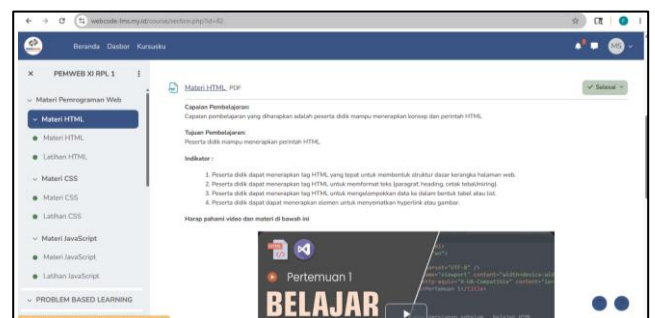 webcode-lms.my.id/course/section.php?id=82
Beranda Dasbor Kursusku
MS
PEMWEB XI RPL 1
Materi HTML PDF
Selesai
Capaian Pembelajaran:
Capaian pembelajaran yang diharapkan adalah peserta didik mampu menerapkan konsep dan perintah HTML.
Tujuan Pembelajaran:
Peserta didik mampu menerapkan perintah HTML.
Indikator :
1. Peserta didik dapat menerapkan tag HTML yang tepat untuk membentuk struktur dasar kerangka halaman web.
2. Peserta didik dapat menerapkan tag HTML untuk memformat teks (paragraf, heading, cetak tebal/miring).
3. Peserta didik dapat menerapkan tag HTML untuk mengelompokkan data ke dalam bentuk tabel atau list.
4. Peserta didik dapat dapat menerapkan elemen untuk menyematkan hyperlink atau gambar.
Harap pahami video dan materi di bawah ini
Materi Pemrograman Web
Materi HTML
Materi HTML
Latihan HTML
Materi CSS
Materi CSS
Latihan CSS
Materi JavaScript
Materi JavaScript
Latihan JavaScript
PROBLEM BASED LEARNING
HTML
Pertemuan 1
BELAJAR